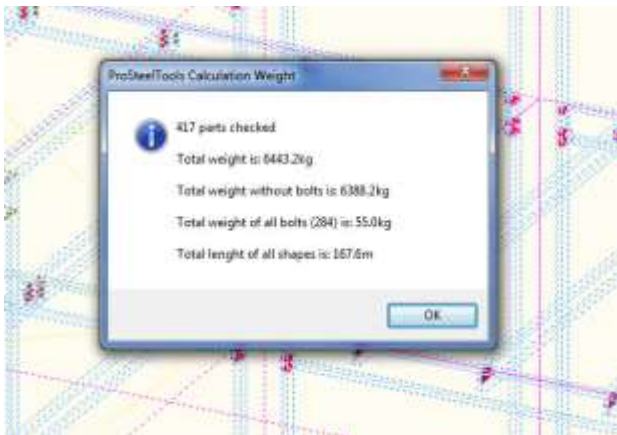 ProSteelTools Calculation Weight
417 parts checked
Total weight is: 6443.2kg
Total weight without bolts is: 6388.2kg
Total weight of all bolts (284) is: 55.0kg
Total lenght of all shapes is: 167.6m
OK